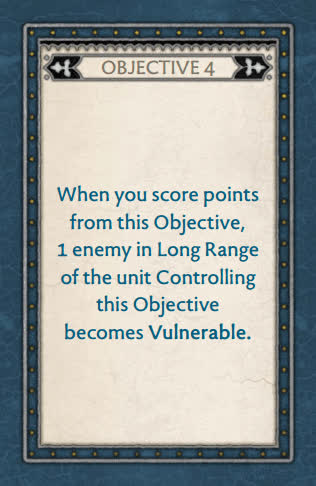 OBJECTIVE 4
When you score points
from this Objective,
1 enemy in Long Range
of the unit Controlling
this Objective
becomes Vulnerable.